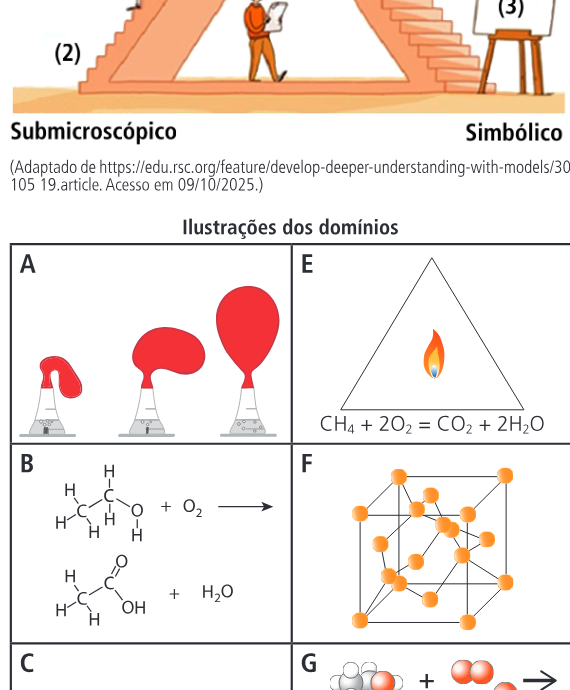 (3)
(2)
Submicroscópico
Simbólico
(Adaptado de https://edu.rsc.org/feature/develop-deeper-understanding-with-models/30
105 19.article. Acesso em 09/10/2025.)
Ilustrações dos domínios
A
E
CH₄ + 2O₂ = CO₂ + 2H₂O
B
H
H
C
H
C
H
H
O
H
+ O₂
H
C
H
H
C
O
OH
+ H₂O
F
C
G
+